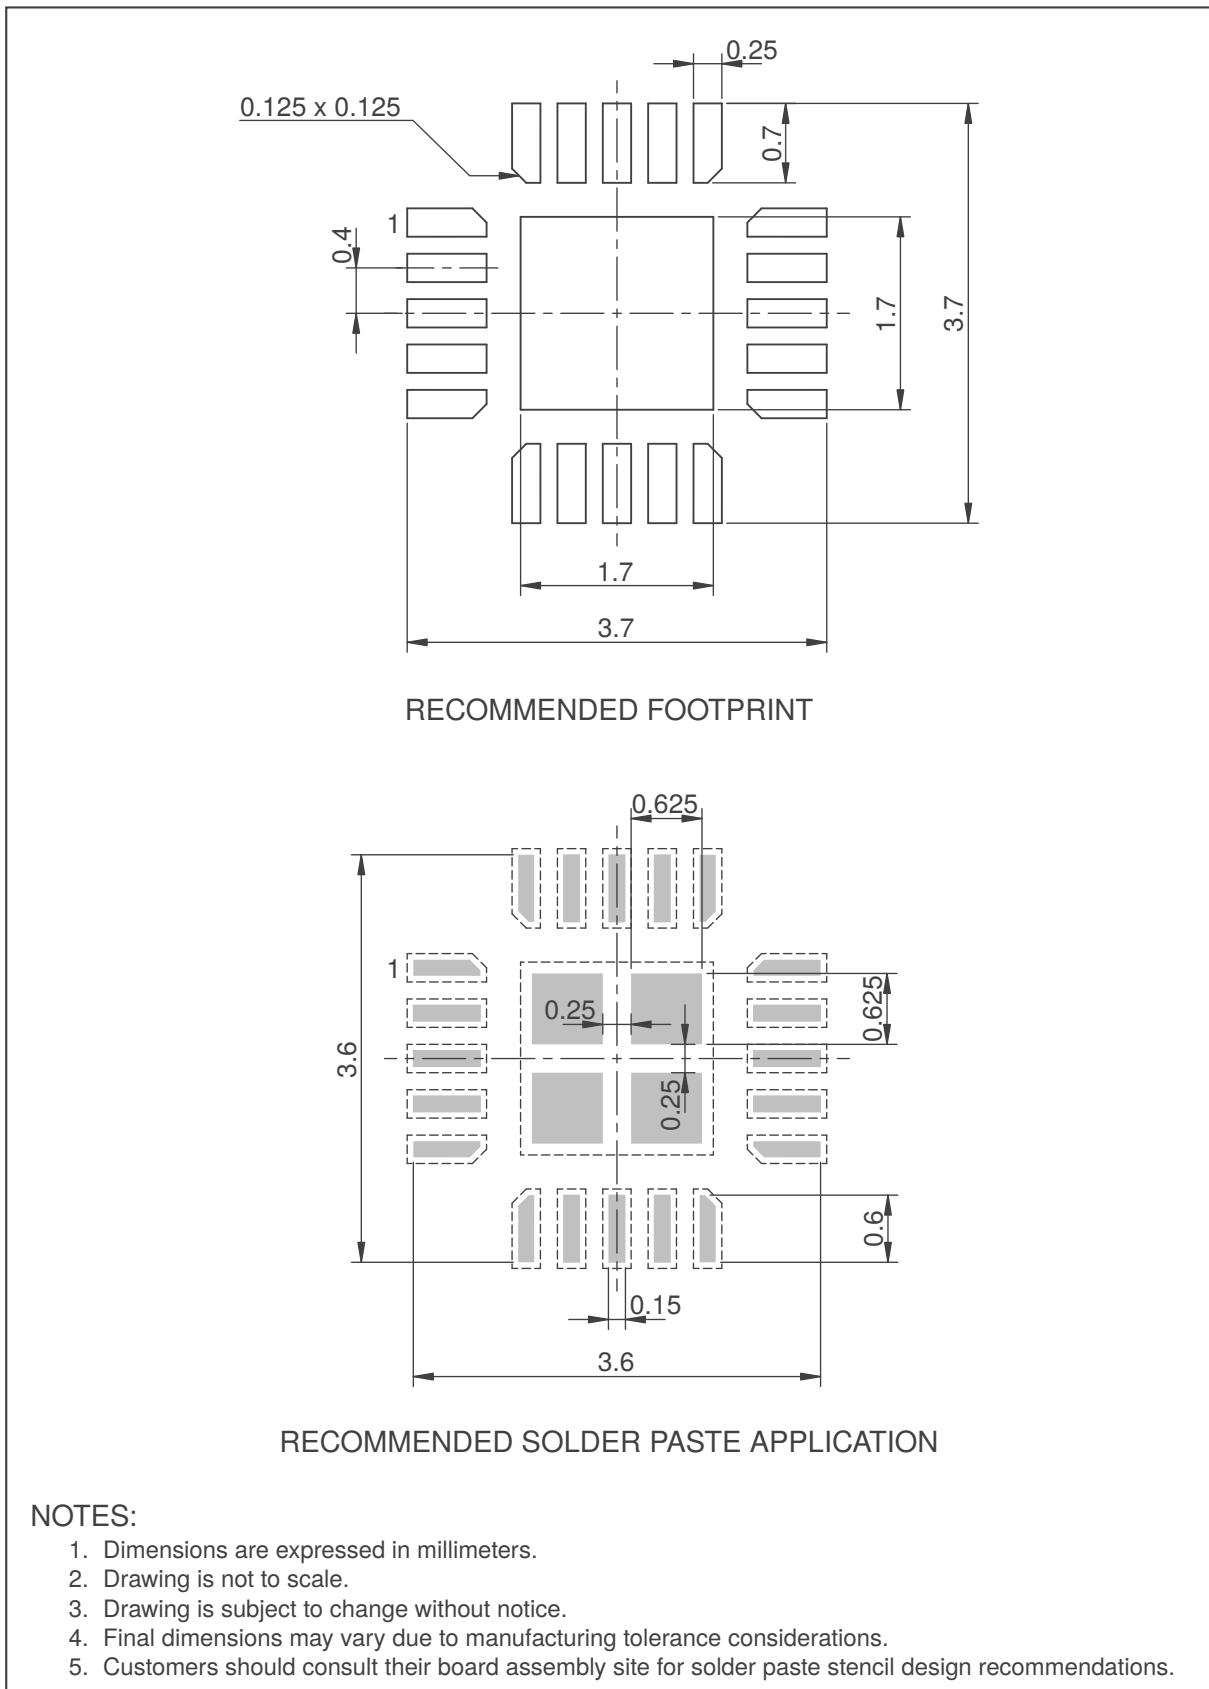 0.25
0.125 x 0.125
0.7
1
0.4
1.7
3.7
1.7
3.7
RECOMMENDED FOOTPRINT
0.625
1
0.625
0.25
3.6
0.25
0.6
0.15
3.6
RECOMMENDED SOLDER PASTE APPLICATION
NOTES:
1. Dimensions are expressed in millimeters.
2. Drawing is not to scale.
3. Drawing is subject to change without notice.
4. Final dimensions may vary due to manufacturing tolerance considerations.
5. Customers should consult their board assembly site for solder paste stencil design recommendations.